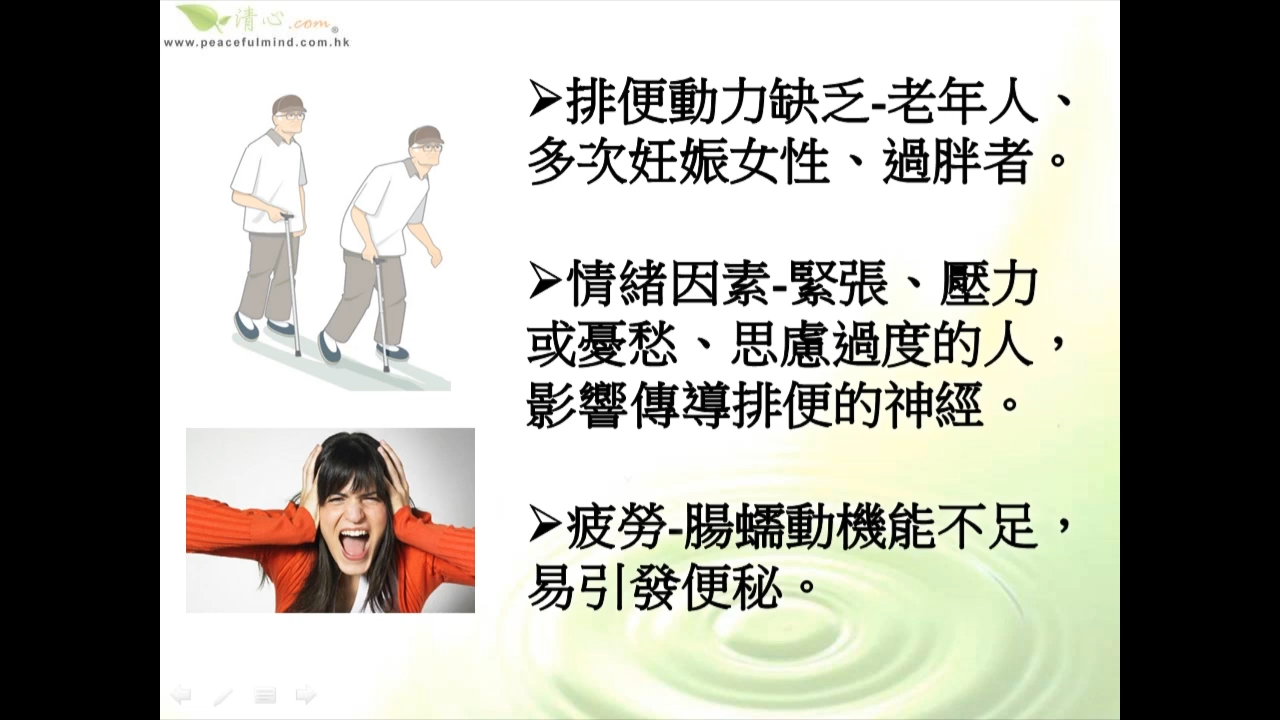 清心.com®
www.peacefulmind.com.hk
➢排便動力缺乏-老年人、
多次妊娠女性、過胖者。
➢情緒因素-緊張、壓力
或憂愁、思慮過度的人，
影響傳導排便的神經。
➢疲勞-腸蠕動機能不足，
易引發便秘。